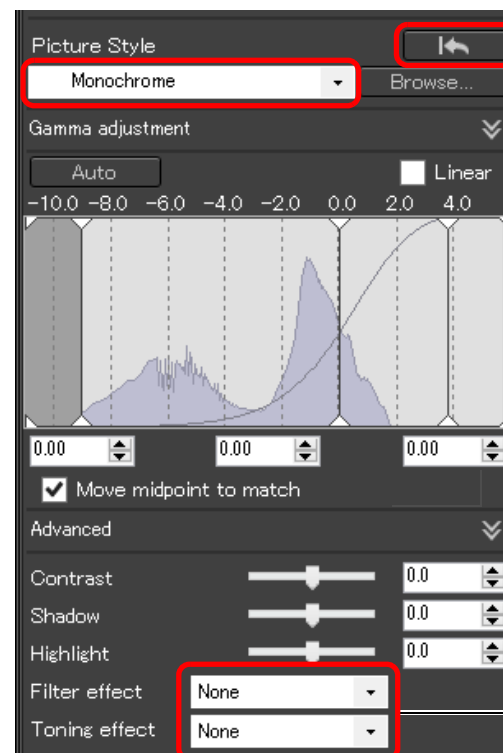 Picture Style
Monochrome
Browse...
Gamma adjustment
Auto
Linear
-10.0 -8.0 -6.0 -4.0 -2.0 0.0 2.0 4.0
0.00 0.00 0.00
Move midpoint to match
Advanced
Contrast 0.0
Shadow 0.0
Highlight 0.0
Filter effect None
Toning effect None